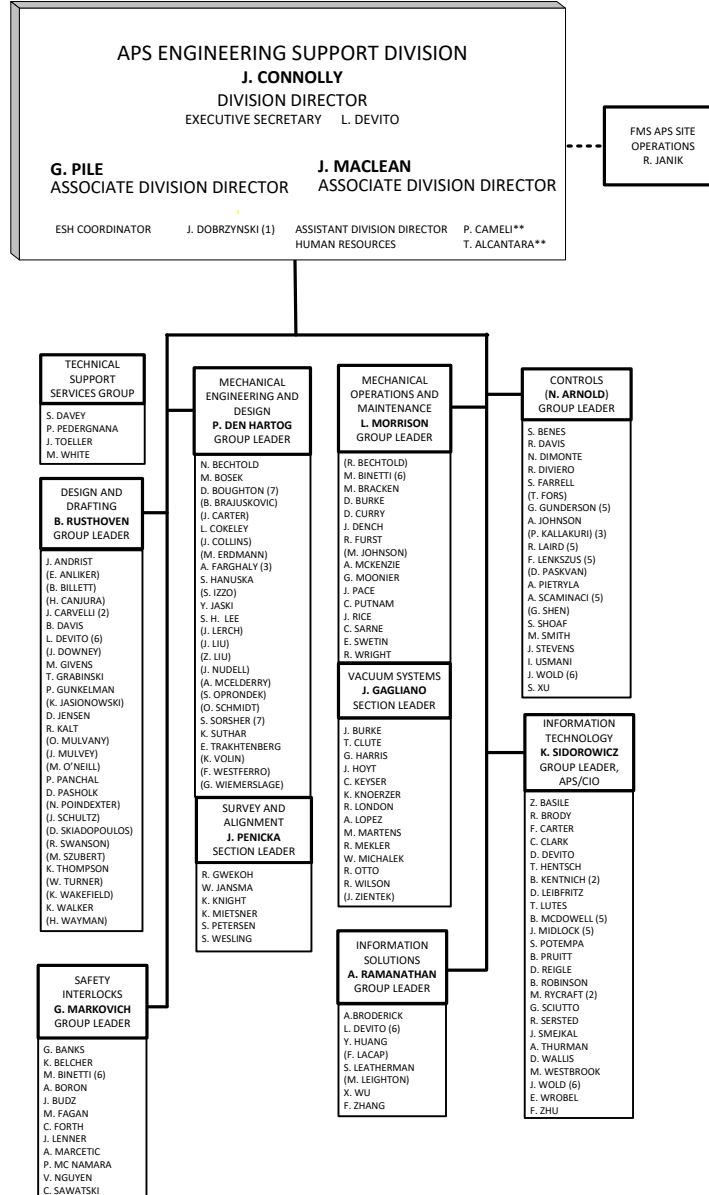 APS ENGINEERING SUPPORT DIVISION
J. CONNOLLY
DIVISION DIRECTOR
EXECUTIVE SECRETARY L. DEVITO
G. PILE
ASSOCIATE DIVISION DIRECTOR
J. MACLEAN
ASSOCIATE DIVISION DIRECTOR
ESH COORDINATOR J. DOBRZYNSKI (1)
ASSISTANT DIVISION DIRECTOR P. CAMELI**
HUMAN RESOURCES T. ALCANTARA**
FMS APS SITE
OPERATIONS
R. JANIK
TECHNICAL
SUPPORT
SERVICES GROUP
S. DAVEY
P. PEDERGNANA
J. TOELLER
M. WHITE
DESIGN AND
DRAFTING
B. RUSTHOVEN
GROUP LEADER
J. ANDRIST
(E. ANLIKER)
(B. BILLETT)
(H. CANJURA)
J. CARVELLI (2)
B. DAVIS
L. DEVITO (6)
(J. DOWNEY)
M. GIVENS
T. GRABINSKI
P. GUNKELMAN
(K. JASIONOWSKI)
D. JENSEN
R. KALT
(O. MULVANY)
(J. MULVEY)
(M. O'NEILL)
P. PANCHAL
D. PASHOLK
(N. POINDEXTER)
(J. SCHULTZ)
(D. SKIADOPOULOS)
(R. SWANSON)
(M. SZUBERT)
K. THOMPSON
(W. TURNER)
(K. WAKEFIELD)
K. WALKER
(H. WAYMAN)
SAFETY
INTERLOCKS
G. MARKOVICH
GROUP LEADER
G. BANKS
K. BELCHER
M. BINETTI (6)
A. BORON
J. BUDZ
M. FAGAN
C. FORTH
J. LENNER
A. MARCETIC
P. MC NAMARA
V. NGUYEN
C. SAWATSKI
MECHANICAL
ENGINEERING AND
DESIGN
P. DEN HARTOG
GROUP LEADER
N. BECHTOLD
M. BOSEK
D. BOUGHTON (7)
(B. BRAJUSKOVIC)
(J. CARTER)
L. COKELEY
(J. COLLINS)
(M. ERDMANN)
A. FARGHALY (3)
S. HANUSKA
(S. IZZO)
Y. JASKI
S. H. LEE
(J. LERCH)
(J. LIU)
(Z. LIU)
(J. NUDELL)
(A. MCELDERRY)
(S. OPRONDEK)
(O. SCHMIDT)
S. SORSHER (7)
K. SUTHAR
E. TRAKHTENBERG
(K. VOLIN)
(F. WESTFERRO)
(G. WIEMERSLAGE)
SURVEY AND
ALIGNMENT
J. PENICKA
SECTION LEADER
R. GWEKOH
W. JANSMA
K. KNIGHT
K. MIETSNER
S. PETERSEN
S. WESLING
MECHANICAL
OPERATIONS AND
MAINTENANCE
L. MORRISON
GROUP LEADER
(R. BECHTOLD)
M. BINETTI (6)
M. BRACKEN
D. BURKE
D. CURRY
J. DENCH
R. FURST
(M. JOHNSON)
A. MCKENZIE
G. MOONIER
J. PACE
C. PUTNAM
J. RICE
C. SARNE
E. SWETIN
R. WRIGHT
VACUUM SYSTEMS
J. GAGLIANO
SECTION LEADER
J. BURKE
T. CLUTE
G. HARRIS
J. HOYT
C. KEYSER
K. KNOERZER
R. LONDON
A. LOPEZ
M. MARTENS
R. MEKLER
W. MICHALEK
R. OTTO
R. WILSON
(J. ZIENTEK)
INFORMATION
SOLUTIONS
A. RAMANATHAN
GROUP LEADER
A.BRODERICK
L. DEVITO (6)
Y. HUANG
(F. LACAP)
S. LEATHERMAN
(M. LEIGHTON)
X. WU
F. ZHANG
CONTROLS
(N. ARNOLD)
GROUP LEADER
S. BENES
R. DAVIS
N. DIMONTE
R. DIVIERO
S. FARRELL
(T. FORS)
G. GUNDERSON (5)
A. JOHNSON
(P. KALLAKURI) (3)
R. LAIRD (5)
F. LENKSZUS (5)
(D. PASKVAN)
A. PIETRYLA
A. SCAMINACI (5)
(G. SHEN)
S. SHOAF
M. SMITH
J. STEVENS
I. USMANI
J. WOLD (6)
S. XU
INFORMATION
TECHNOLOGY
K. SIDOROWICZ
GROUP LEADER,
APS/CIO
Z. BASILE
R. BRODY
F. CARTER
C. CLARK
D. DEVITO
T. HENTSCH
B. KENTNICH (2)
D. LEIBFRITZ
T. LUTES
B. MCDOWELL (5)
J. MIDLOCK (5)
S. POTEMPA
B. PRUITT
D. REIGLE
B. ROBINSON
M. RYCRAFT (2)
G. SCIUTTO
R. SERSTED
J. SMEJKAL
A. THURMAN
D. WALLIS
M. WESTBROOK
J. WOLD (6)
E. WROBEL
F. ZHU